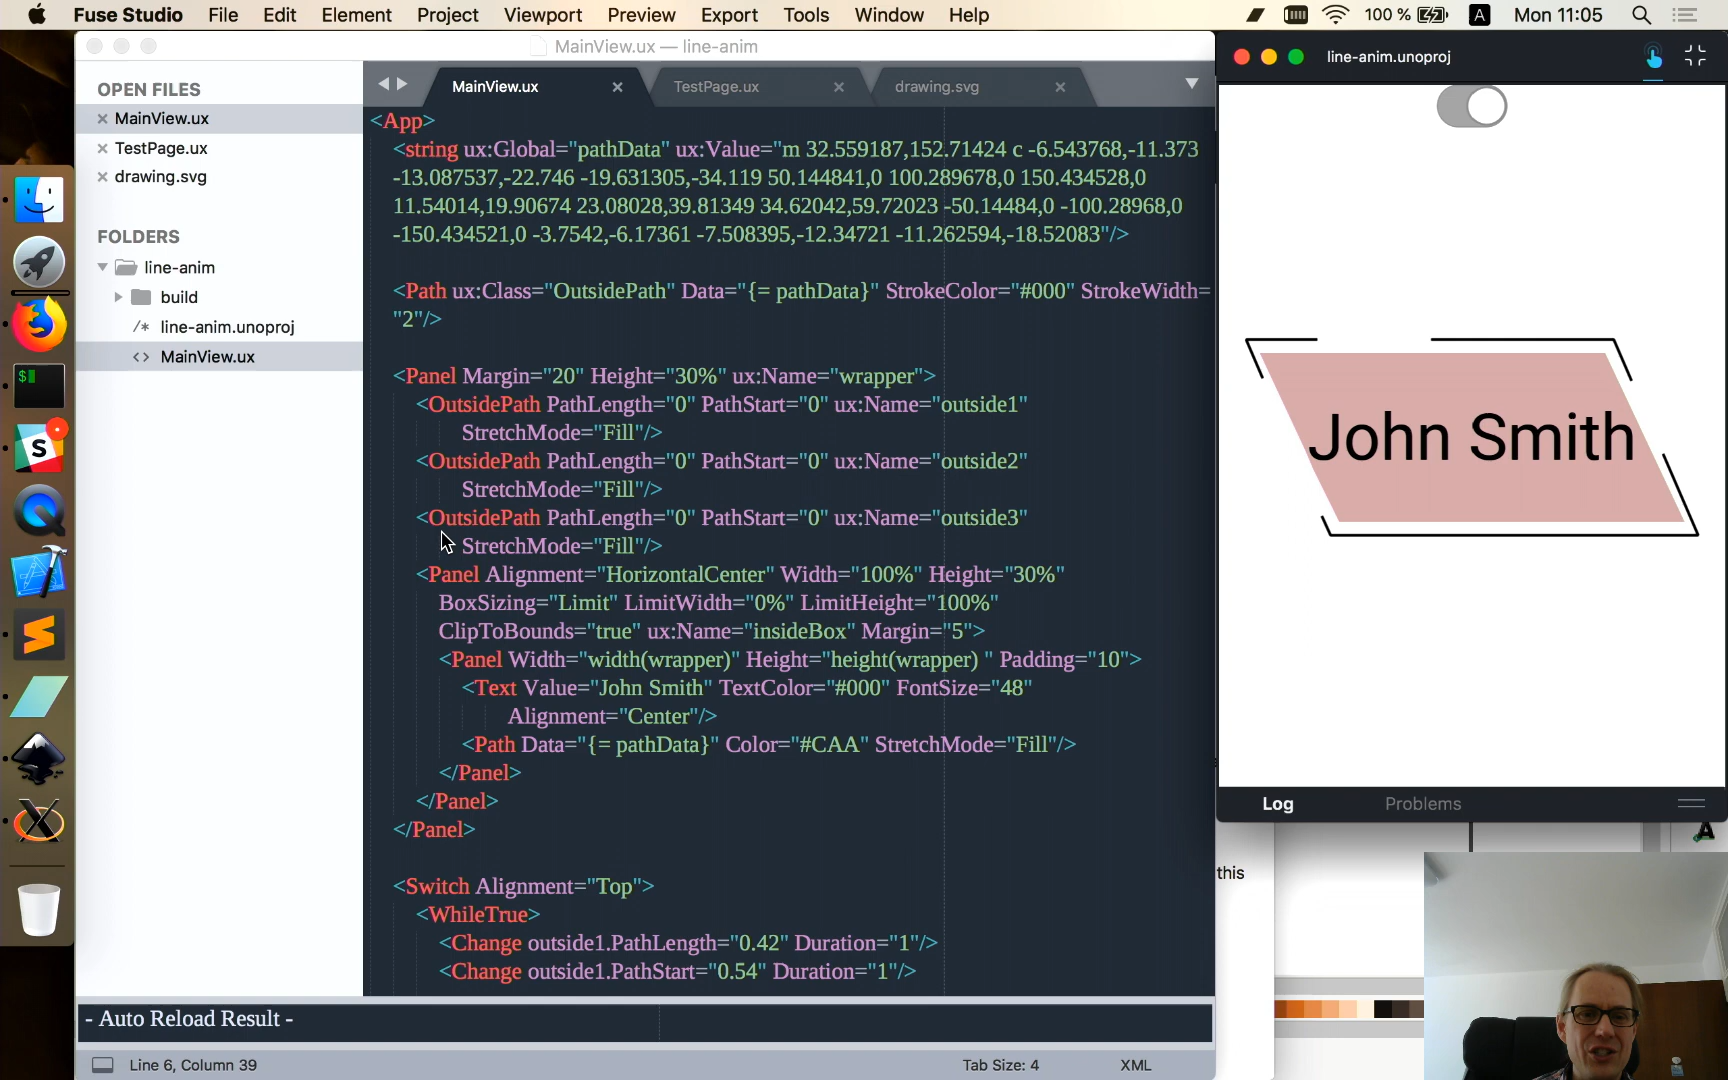 Fuse Studio File Edit Element Project Viewport Preview Export Tools Window Help
100 % A Mon 11:05
MainView.ux — line-anim
line-anim.unoproj
OPEN FILES
MainView.ux
TestPage.ux
drawing.svg
FOLDERS
line-anim
build
/* line-anim.unoproj
<> MainView.ux
MainView.ux TestPage.ux drawing.svg
<App>
<string ux:Global="pathData" ux:Value="m 32.559187,152.71424 c -6.543768,-11.373
-13.087537,-22.746 -19.631305,-34.119 50.144841,0 100.289678,0 150.434528,0
11.54014,19.90674 23.08028,39.81349 34.62042,59.72023 -50.14484,0 -100.28968,0
-150.434521,0 -3.7542,-6.17361 -7.508395,-12.34721 -11.262594,-18.52083"/>
<Path ux:Class="OutsidePath" Data="{= pathData}" StrokeColor="#000" StrokeWidth=
"2"/>
<Panel Margin="20" Height="30%" ux:Name="wrapper">
<OutsidePath PathLength="0" PathStart="0" ux:Name="outside1"
StretchMode="Fill"/>
<OutsidePath PathLength="0" PathStart="0" ux:Name="outside2"
StretchMode="Fill"/>
<OutsidePath PathLength="0" PathStart="0" ux:Name="outside3"
StretchMode="Fill"/>
<Panel Alignment="HorizontalCenter" Width="100%" Height="30%"
BoxSizing="Limit" LimitWidth="0%" LimitHeight="100%"
ClipToBounds="true" ux:Name="insideBox" Margin="5">
<Panel Width="width(wrapper)" Height="height(wrapper) " Padding="10">
<Text Value="John Smith" TextColor="#000" FontSize="48"
Alignment="Center"/>
<Path Data="{= pathData}" Color="#CAA" StretchMode="Fill"/>
</Panel>
</Panel>
</Panel>
<Switch Alignment="Top">
<WhileTrue>
<Change outside1.PathLength="0.42" Duration="1"/>
<Change outside1.PathStart="0.54" Duration="1"/>
- Auto Reload Result -
Line 6, Column 39
Tab Size: 4
XML
John Smith
Log Problems
this
$
S
A